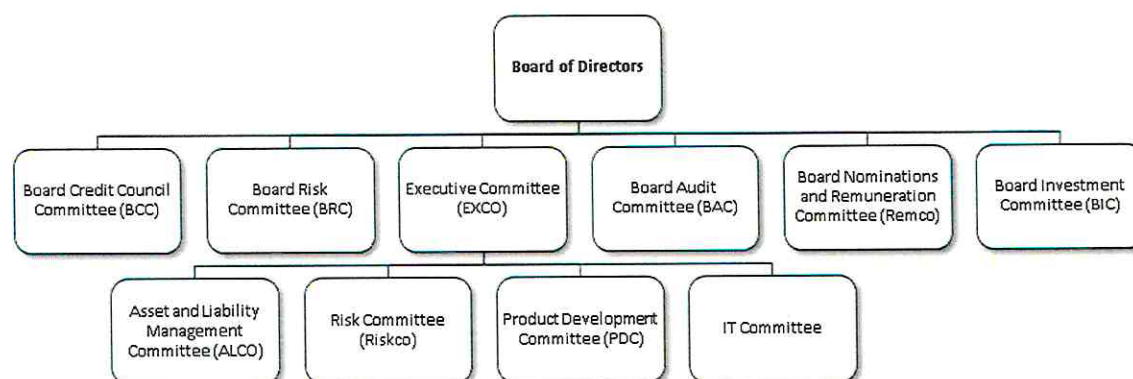 Board of Directors
Board Credit Council
Committee (BCC)
Board Risk
Committee (BRC)
Executive Committee
(EXCO)
Board Audit
Committee (BAC)
Board Nominations
and Remuneration
Committee (Remco)
Board Investment
Committee (BIC)
Asset and Liability
Management
Committee (ALCO)
Risk Committee
(Riskco)
Product Development
Committee (PDC)
IT Committee